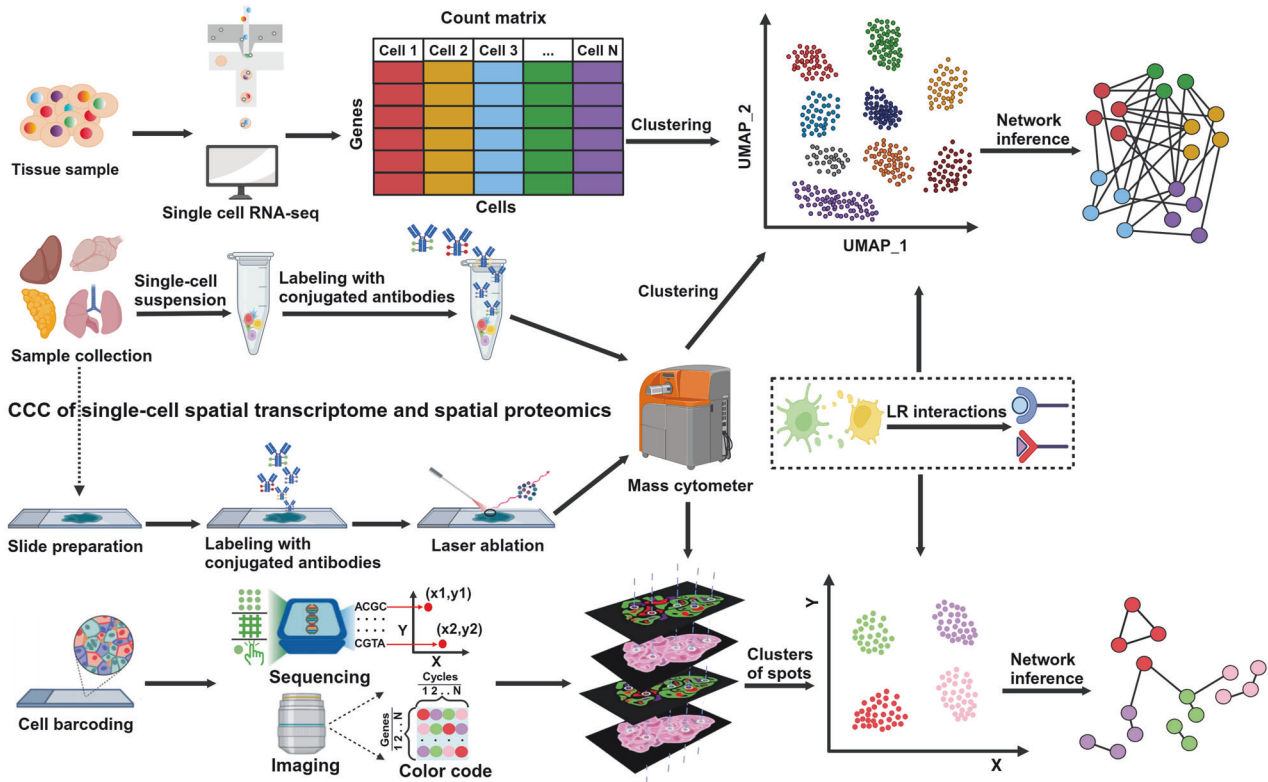 Count matrix
Cell 1 Cell 2 Cell 3 ... Cell N
Genes
Cells
Tissue sample
Single cell RNA-seq
Clustering
UMAP_2
UMAP_1
Network
inference
Sample collection
Single-cell
suspension
Labeling with
conjugated antibodies
Clustering
CCC of single-cell spatial transcriptome and spatial proteomics
Mass cytometer
LR interactions
Slide preparation
Labeling with
conjugated antibodies
Laser ablation
Cell barcoding
Sequencing
ACGC
. . . . .
. . . . .
CGTA
(x1,y1)
(x2,y2)
Y
X
Imaging
Cycles
1 2 . . N
Genes
1 2 . . N
Color code
Clusters
of spots
Y
X
Network
inference